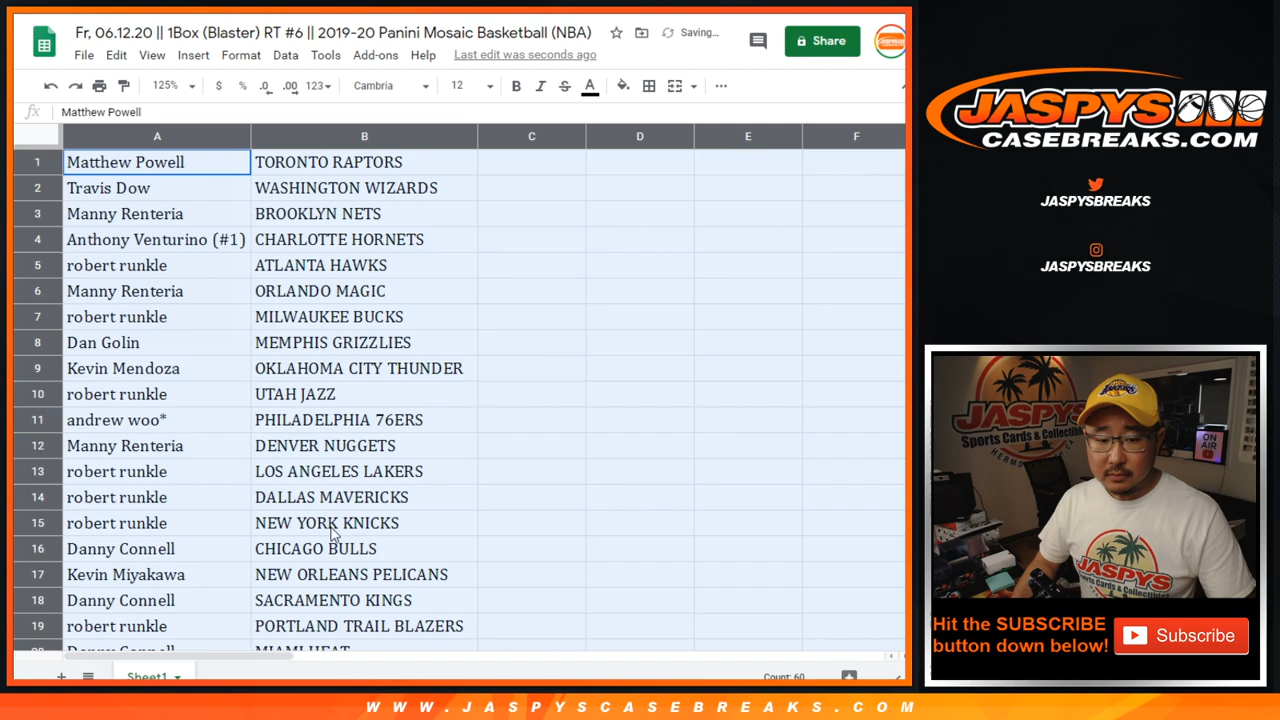 Fr, 06.12.20 || 1Box (Blaster) RT #6 || 2019-20 Panini Mosaic Basketball (NBA) Saving...
File Edit View Insert Format Data Tools Add-ons Help Last edit was seconds ago
Share
125% $ % .0 .00 123 Cambria 12 B I S A ...
fx Matthew Powell
A B C D E F
1 Matthew Powell TORONTO RAPTORS
2 Travis Dow WASHINGTON WIZARDS
3 Manny Renteria BROOKLYN NETS
4 Anthony Venturino (#1) CHARLOTTE HORNETS
5 robert runkle ATLANTA HAWKS
6 Manny Renteria ORLANDO MAGIC
7 robert runkle MILWAUKEE BUCKS
8 Dan Golin MEMPHIS GRIZZLIES
9 Kevin Mendoza OKLAHOMA CITY THUNDER
10 robert runkle UTAH JAZZ
11 andrew woo* PHILADELPHIA 76ERS
12 Manny Renteria DENVER NUGGETS
13 robert runkle LOS ANGELES LAKERS
14 robert runkle DALLAS MAVERICKS
15 robert runkle NEW YORK KNICKS
16 Danny Connell CHICAGO BULLS
17 Kevin Miyakawa NEW ORLEANS PELICANS
18 Danny Connell SACRAMENTO KINGS
19 robert runkle PORTLAND TRAIL BLAZERS
Danny Connell MIAMI HEAT
Sheet1 Count: 60
JASPYS
CASEBREAKS.COM
JASPYSBREAKS
JASPYSBREAKS
JASPYS
Sports Cards & Collectibles
HERMOSA
ON AIR
JASPYS
Hit the SUBSCRIBE
button down below!
Subscribe
WWW.JASPYSCASEBREAKS.COM